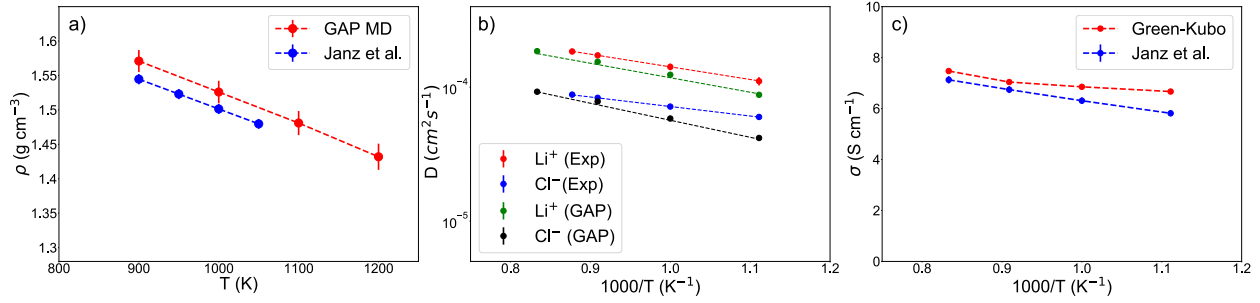 a)
GAP MD
Janz et al.
1.6
1.55
1.5
1.45
1.4
1.35
1.3
ρ (g cm⁻³)
800 900 1000 1100 1200
T (K)
b)
10⁻⁴
10⁻⁵
D (cm²s⁻¹)
Li⁺ (Exp)
Cl⁻ (Exp)
Li⁺ (GAP)
Cl⁻ (GAP)
0.8 0.9 1.0 1.1 1.2
1000/T (K⁻¹)
c)
Green-Kubo
Janz et al.
10
8
6
4
2
0
σ (S cm⁻¹)
0.8 0.9 1.0 1.1 1.2
1000/T (K⁻¹)